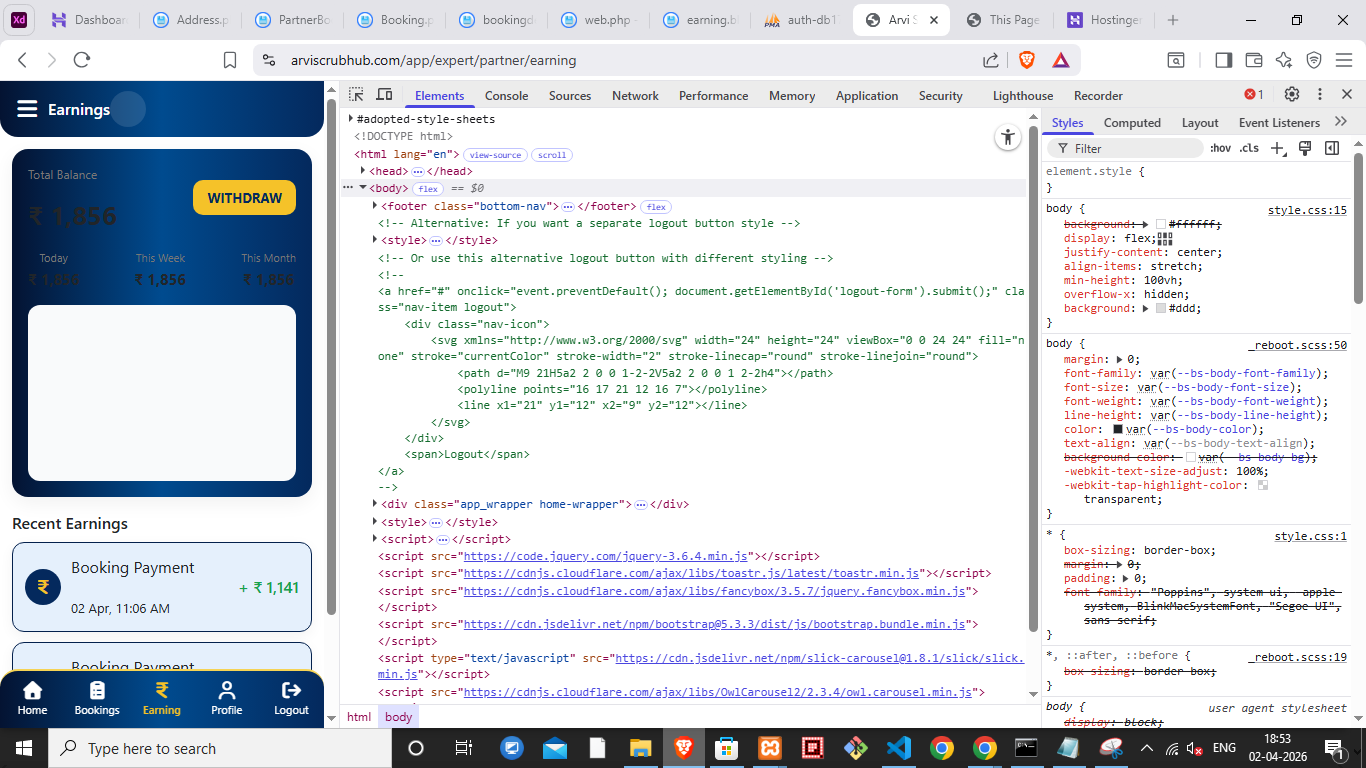 Xd
Dashboar
Address.p
PartnerBo
Booking.p
bookingd
web.php -
earning.bl
PMA
auth-db1
Arvi S
This Page
Hostinger
arviscrubhub.com/app/expert/partner/earning
Earnings
Total Balance
₹ 1,856
WITHDRAW
Today
This Week
This Month
₹ 1,856
₹ 1,856
₹ 1,856
Recent Earnings
Booking Payment
+ ₹ 1,141
02 Apr, 11:06 AM
Booking Payment
Home
Bookings
Earning
Profile
Logout
Elements
Console
Sources
Network
Performance
Memory
Application
Security
Lighthouse
Recorder
1
#adopted-style-sheets
<!DOCTYPE html>
<html lang="en"> view-source scroll
<head> ⋯ </head>
⋯ <body> flex == $0
<footer class="bottom-nav"> ⋯ </footer> flex
<!-- Alternative: If you want a separate logout button style -->
<style> ⋯ </style>
<!-- Or use this alternative logout button with different styling -->
<!--
<a href="#" onclick="event.preventDefault(); document.getElementById('logout-form').submit();" cla
ss="nav-item logout">
<div class="nav-icon">
<svg xmlns="http://www.w3.org/2000/svg" width="24" height="24" viewBox="0 0 24 24" fill="n
one" stroke="currentColor" stroke-width="2" stroke-linecap="round" stroke-linejoin="round">
<path d="M9 21H5a2 2 0 0 1-2-2V5a2 2 0 0 1 2-2h4"></path>
<polyline points="16 17 21 12 16 7"></polyline>
<line x1="21" y1="12" x2="9" y2="12"></line>
</svg>
</div>
<span>Logout</span>
</a>
-->
<div class="app_wrapper home-wrapper"> ⋯ </div>
<style> ⋯ </style>
<script> ⋯ </script>
<script src="https://code.jquery.com/jquery-3.6.4.min.js"></script>
<script src="https://cdnjs.cloudflare.com/ajax/libs/toastr.js/latest/toastr.min.js"></script>
<script src="https://cdnjs.cloudflare.com/ajax/libs/fancybox/3.5.7/jquery.fancybox.min.js">
</script>
<script src="https://cdn.jsdelivr.net/npm/bootstrap@5.3.3/dist/js/bootstrap.bundle.min.js">
</script>
<script type="text/javascript" src="https://cdn.jsdelivr.net/npm/slick-carousel@1.8.1/slick/slick.
min.js"></script>
<script src="https://cdnjs.cloudflare.com/ajax/libs/OwlCarousel2/2.3.4/owl.carousel.min.js">
html
body
Styles
Computed
Layout
Event Listeners
Filter
:hov
.cls
element.style {
}
body {
style.css:15
background: #ffffff;
display: flex;
justify-content: center;
align-items: stretch;
min-height: 100vh;
overflow-x: hidden;
background: #ddd;
}
body {
_reboot.scss:50
margin: 0;
font-family: var(--bs-body-font-family);
font-size: var(--bs-body-font-size);
font-weight: var(--bs-body-font-weight);
line-height: var(--bs-body-line-height);
color: var(--bs-body-color);
text-align: var(--bs-body-text-align);
background-color: var(--bs-body-bg);
-webkit-text-size-adjust: 100%;
-webkit-tap-highlight-color:
transparent;
}
* {
style.css:1
box-sizing: border-box;
margin: 0;
padding: 0;
font-family: "Poppins", system-ui, -apple-
system, BlinkMacSystemFont, "Segoe UI",
sans-serif;
}
*, ::after, ::before {
_reboot.scss:19
box-sizing: border-box;
}
body {
user agent stylesheet
display: block;
Type here to search
ENG
18:53
02-04-2026
1